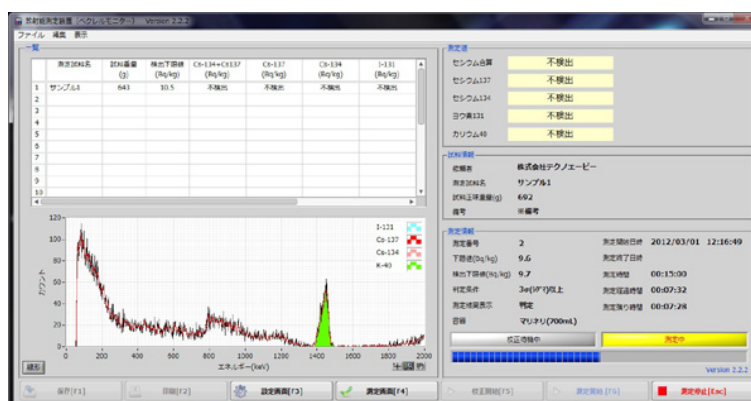 放射能測定装置 (ベクレルモニター) Version 2.2.2
ファイル 編集 表示
一覧
測定試料名 試料重量 (g) 検出下限値 (Bq/kg) Cs-134+Cs137 (Bq/kg) Cs-137 (Bq/kg) Cs-134 (Bq/kg) I-131 (Bq/kg)
1 サンプル1 643 10.5 不検出 不検出 不検出 不検出
2
3
4
5
6
7
8
9
10
120
100
80
60
40
20
0
カウント
I-131
Cs-137
Cs-134
K-40
0 200 400 600 800 1000 1200 1400 1600 1800 2000
エネルギー(keV)
線形
測定値
セシウム合算 不検出
セシウム137 不検出
セシウム134 不検出
ヨウ素131 不検出
カリウム40 不検出
試料情報
依頼者 株式会社テクノエーピー
測定試料名 サンプル1
試料正味重量(g) 692
備考 ※備考
測定情報
測定番号 2 測定開始日時 2012/03/01 12:16:49
下限値(Bq/kg) 9.6 測定終了日時
検出下限値(Bq/kg) 9.7 測定時間 00:15:00
判定条件 以上 測定経過時間 00:07:32
測定結果表示 判定 測定残り時間 00:07:28
容器 マリネリ(700mL)
校正待機中 測定中
Version 2.2.2
保存[F1] 印刷[F2] 設定画面[F3] 測定画面[F4] 校正開始[F5] 測定開始[F6] 測定停止[Esc]